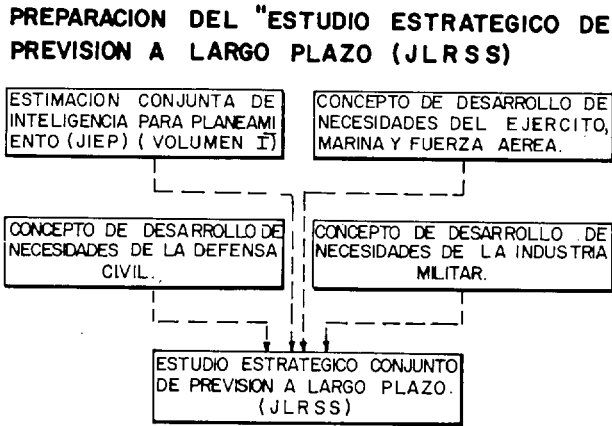 PREPARACION DEL "ESTUDIO ESTRATEGICO DE
PREVISION A LARGO PLAZO (JLRSS)
ESTIMACION CONJUNTA DE
INTELIGENCIA PARA PLANEAMI
ENTO (JIEP) (VOLUMEN I)
CONCEPTO DE DESARROLLO DE
NECESIDADES DEL EJERCITO,
MARINA Y FUERZA AEREA.
CONCEPTO DE DESARROLLO DE
NECESIDADES DE LA DEFENSA
CIVIL.
CONCEPTO DE DESARROLLO DE
NECESIDADES DE LA INDUSTRIA
MILITAR.
ESTUDIO ESTRATEGICO CONJUNTO
DE PREVISION A LARGO PLAZO.
(JLRSS)